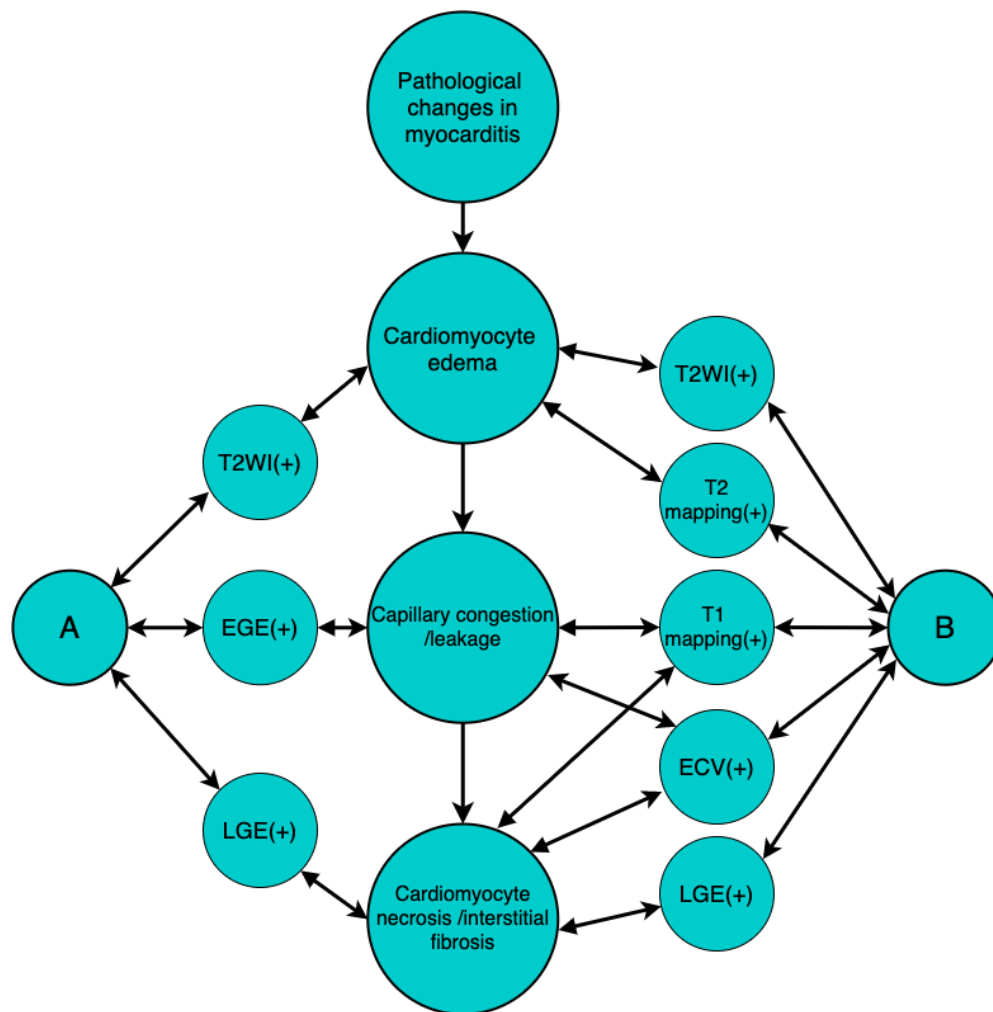 Pathological
changes in
myocarditis
Cardiomyocyte
edema
T2WI(+)
T2WI(+)
T2
mapping(+)
A
EGE(+)
Capillary congestion
/leakage
T1
mapping(+)
B
ECV(+)
LGE(+)
Cardiomyocyte
necrosis /interstitial
fibrosis
LGE(+)